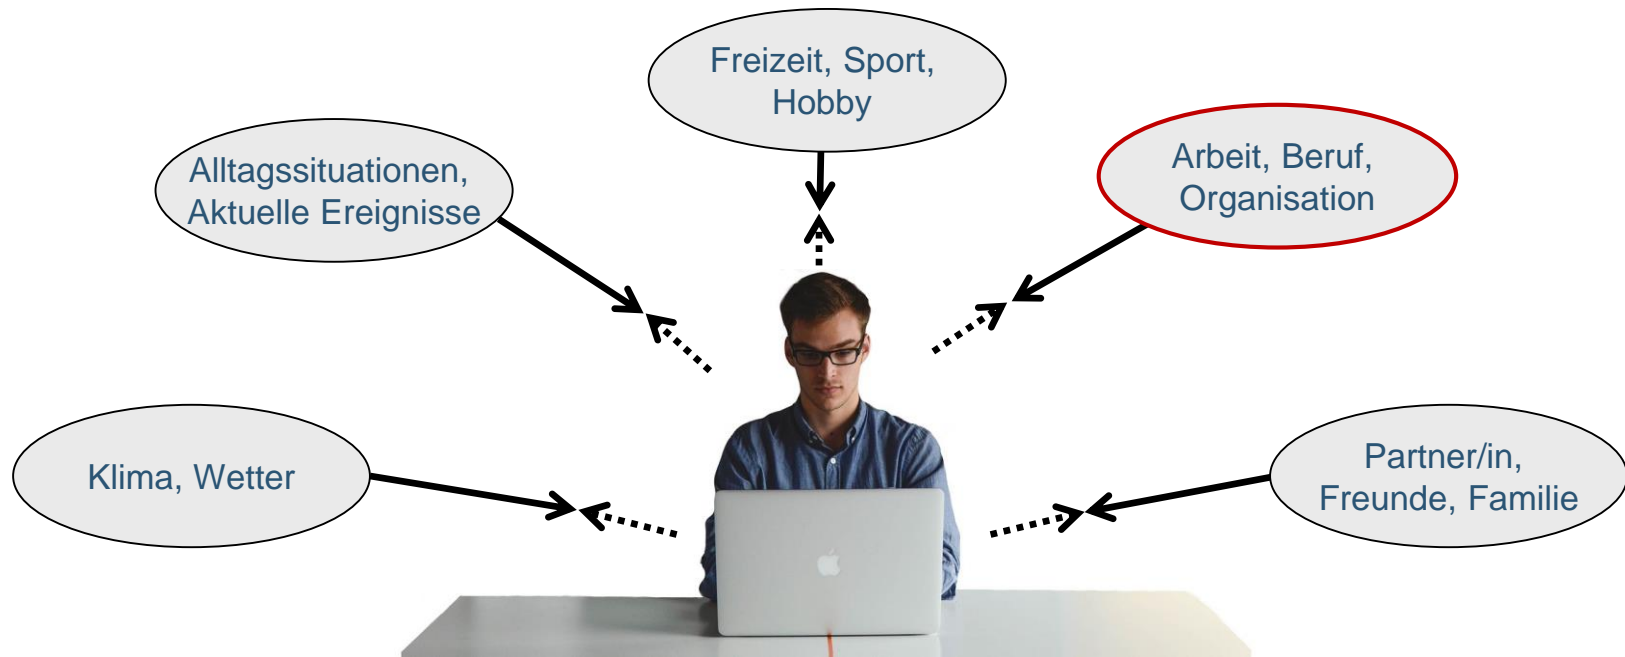 Freizeit, Sport,
Hobby
Alltagssituationen,
Aktuelle Ereignisse
Arbeit, Beruf,
Organisation
Klima, Wetter
Partner/in,
Freunde, Familie